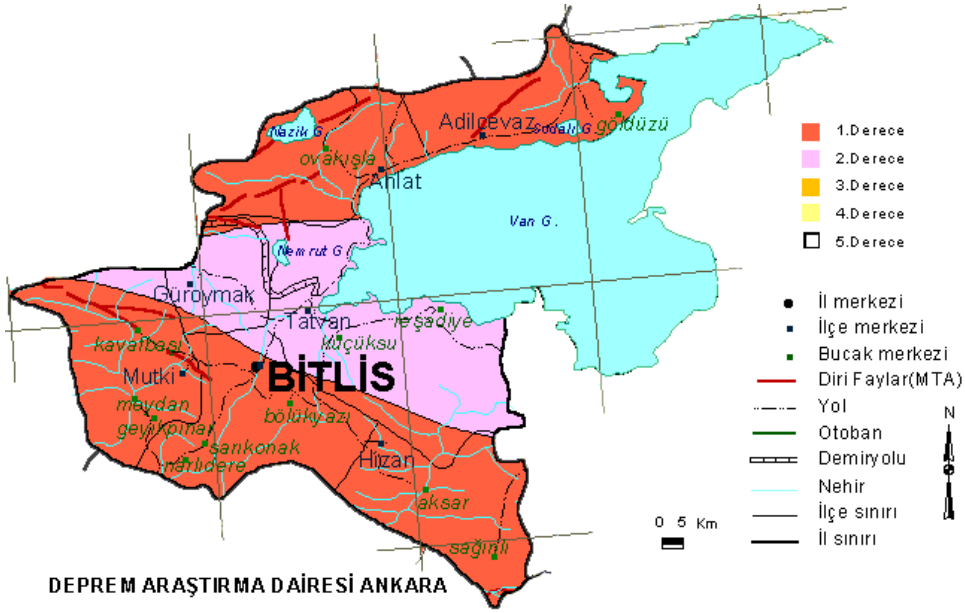 Nazik G.
ovakışla
Ahlat
Adilcevaz
Sodalı G.
göldüzü
Van G.
Nemrut G
Güroymak
Tatvan
reşadiye
küçüksu
kavafbaşı
Mutki
BİTLİS
meydan
geyikpınar
bölükyazı
sarıkonak
narlıdere
Hizan
aksar
sağınlı
1.Derece
2.Derece
3.Derece
4.Derece
5.Derece
İl merkezi
İlçe merkezi
Bucak merkezi
Diri Faylar(MTA)
Yol
Otoban
Demiryolu
Nehir
İlçe sınırı
İl sınırı
N
0 5 Km
DEPREM ARAŞTIRMA DAİRESİ ANKARA